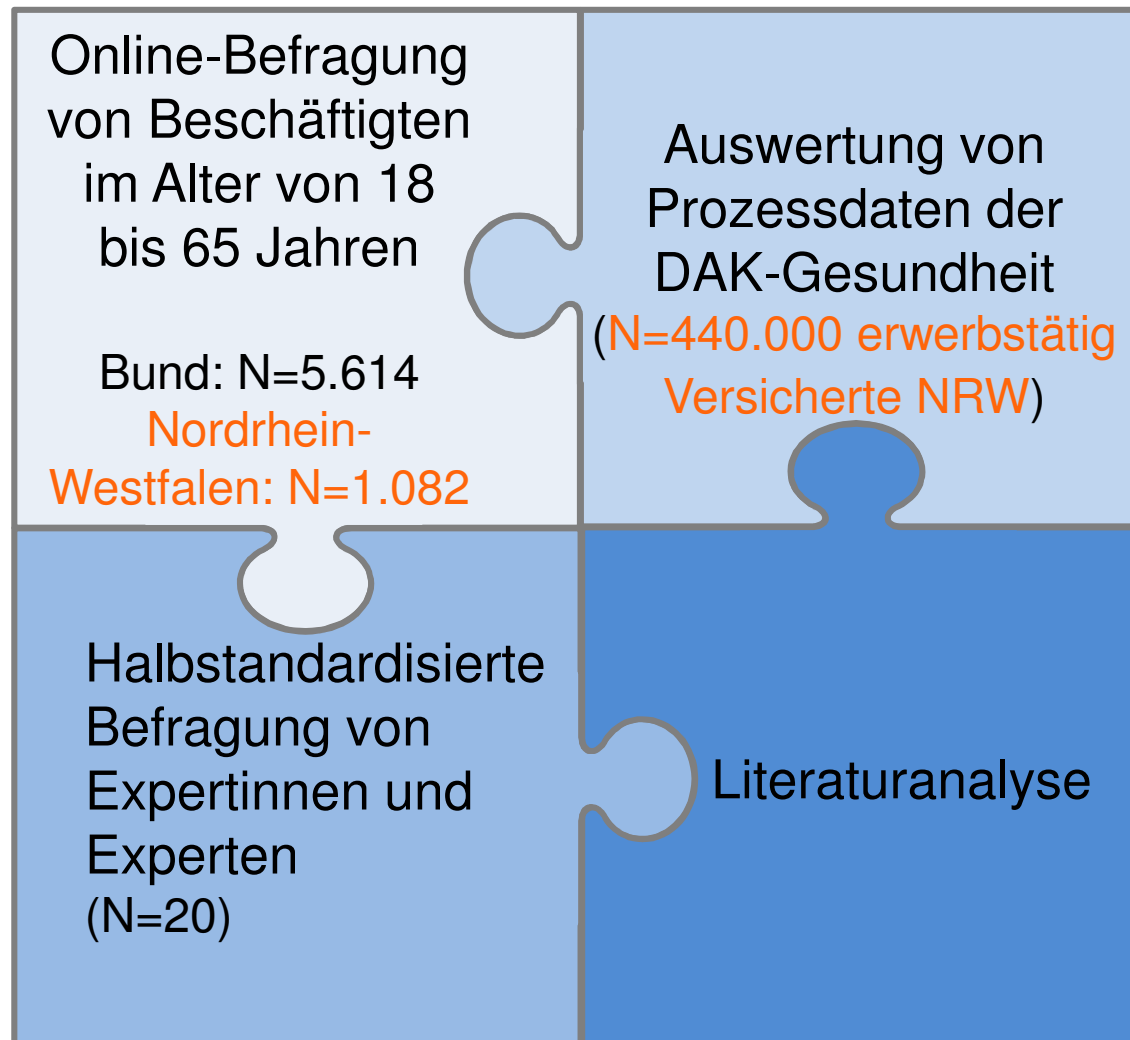 Online-Befragung
von Beschäftigten
im Alter von 18
bis 65 Jahren
Bund: N=5.614
Nordrhein-
Westfalen: N=1.082
Auswertung von
Prozessdaten der
DAK-Gesundheit
(N=440.000 erwerbstätig
Versicherte NRW)
Halbstandardisierte
Befragung von
Expertinnen und
Experten
(N=20)
Literaturanalyse